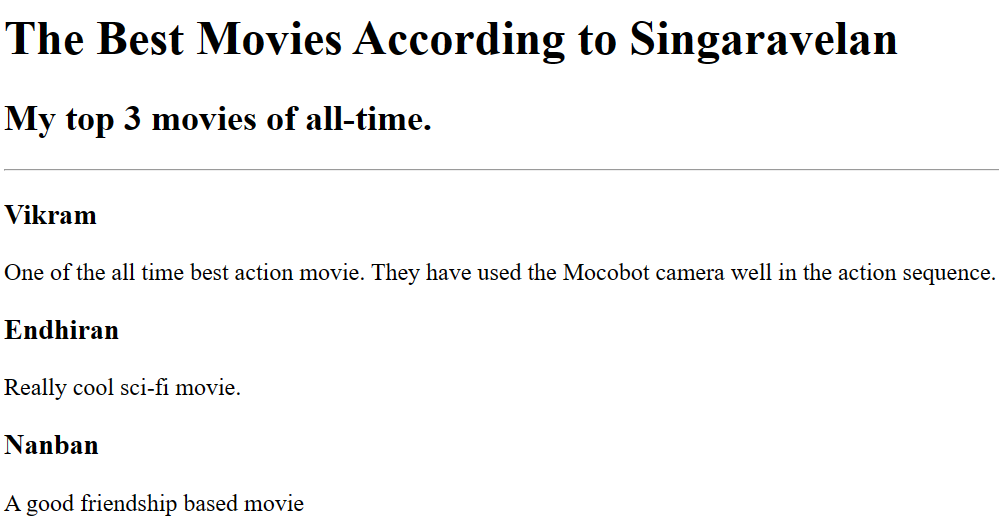 The Best Movies According to Singaravelan
My top 3 movies of all-time.
Vikram
One of the all time best action movie. They have used the Mocobot camera well in the action sequence.
Endhiran
Really cool sci-fi movie.
Nanban
A good friendship based movie